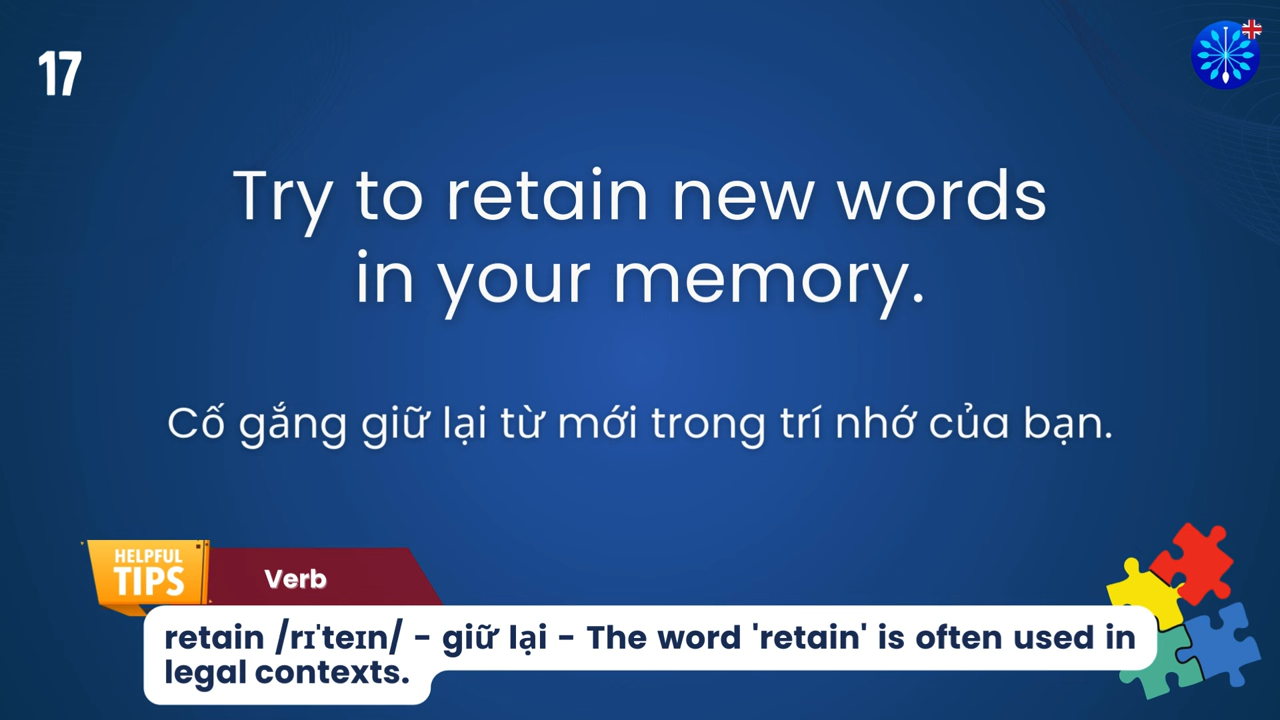 17
Try to retain new words
in your memory.
Cố gắng giữ lại từ mới trong trí nhớ của bạn.
HELPFUL
TIPS
Verb
retain /rɪˈteɪn/ - giữ lại - The word 'retain' is often used in
legal contexts.